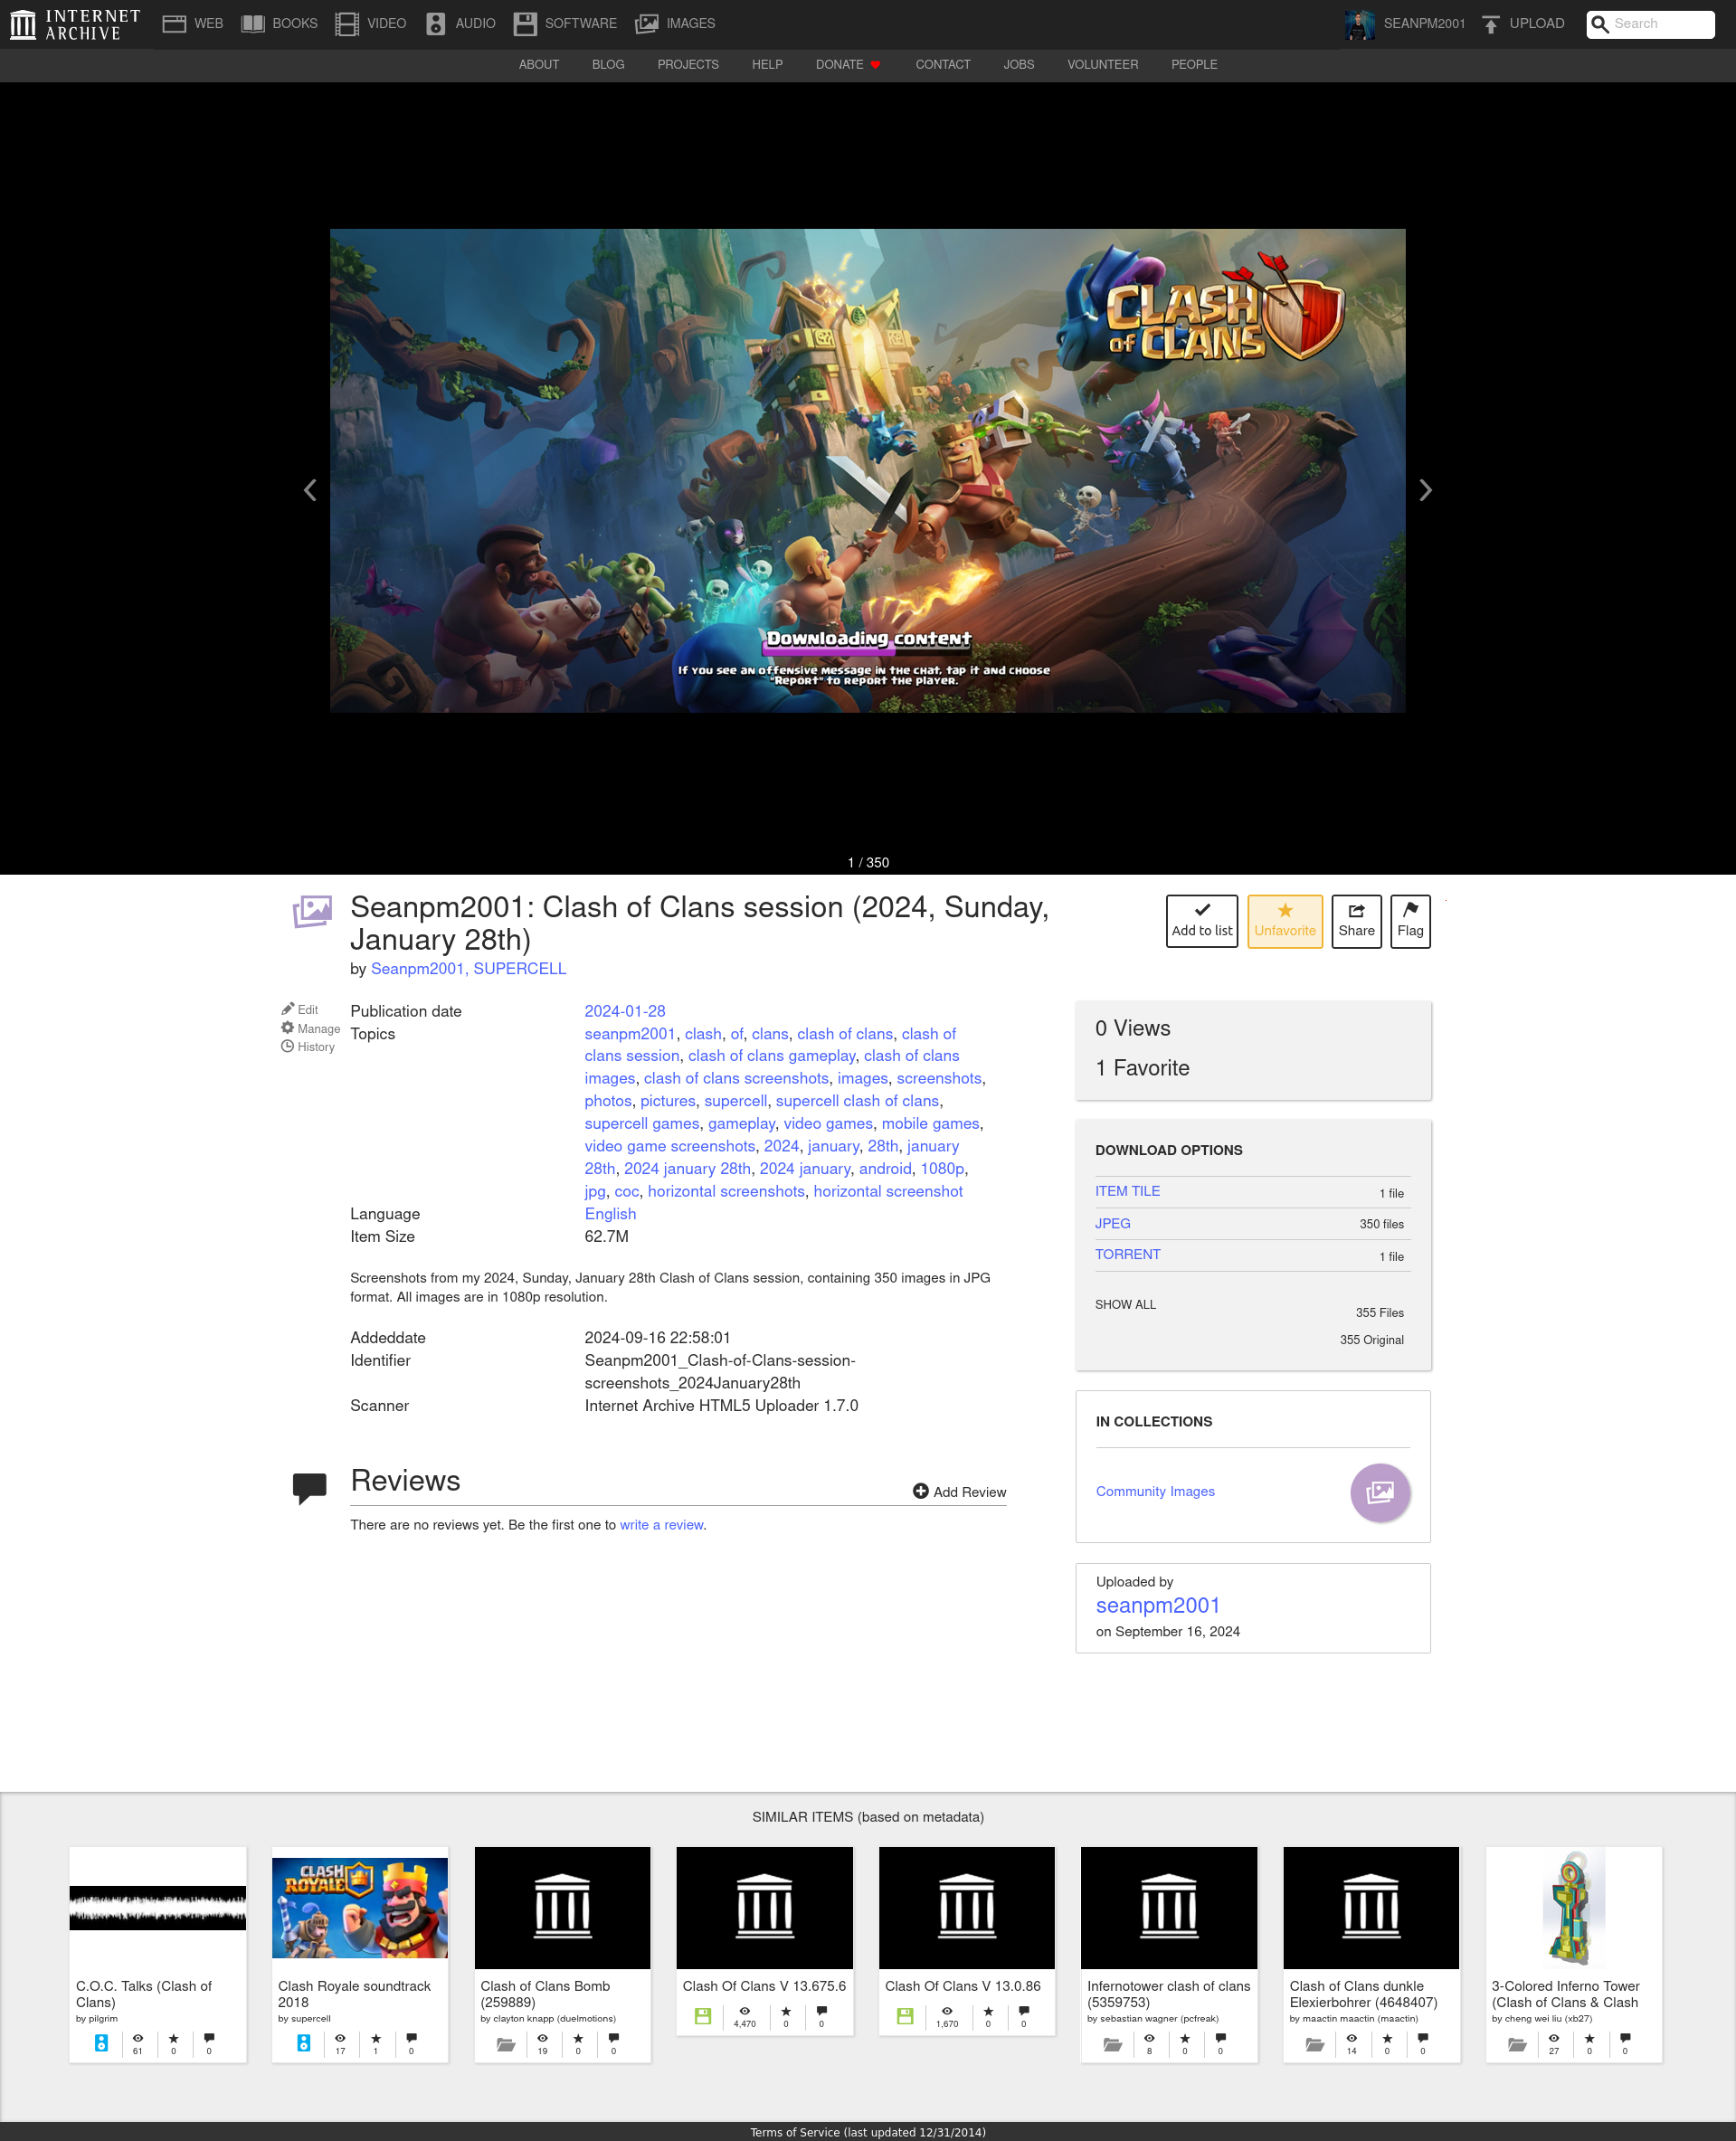 INTERNET ARCHIVE
WEB BOOKS VIDEO AUDIO SOFTWARE IMAGES SEANPM2001 UPLOAD Search
ABOUT BLOG PROJECTS HELP DONATE CONTACT JOBS VOLUNTEER PEOPLE
CLASH
OF CLANS
Downloading content
If you see an offensive message in the chat, tap it and choose
"Report" to report the player.
1 / 350
Seanpm2001: Clash of Clans session (2024, Sunday,
January 28th)
by Seanpm2001, SUPERCELL
Add to list Unfavorite Share Flag
Edit
Manage
History
Publication date 2024-01-28
Topics seanpm2001, clash, of, clans, clash of clans, clash of
clans session, clash of clans gameplay, clash of clans
images, clash of clans screenshots, images, screenshots,
photos, pictures, supercell, supercell clash of clans,
supercell games, gameplay, video games, mobile games,
video game screenshots, 2024, january, 28th, january
28th, 2024 january 28th, 2024 january, android, 1080p,
jpg, coc, horizontal screenshots, horizontal screenshot
Language English
Item Size 62.7M
Screenshots from my 2024, Sunday, January 28th Clash of Clans session, containing 350 images in JPG
format. All images are in 1080p resolution.
Addeddate 2024-09-16 22:58:01
Identifier Seanpm2001_Clash-of-Clans-session-
screenshots_2024January28th
Scanner Internet Archive HTML5 Uploader 1.7.0
Reviews
Add Review
There are no reviews yet. Be the first one to write a review.
0 Views
1 Favorite
DOWNLOAD OPTIONS
ITEM TILE 1 file
JPEG 350 files
TORRENT 1 file
SHOW ALL 355 Files
355 Original
IN COLLECTIONS
Community Images
Uploaded by
seanpm2001
on September 16, 2024
SIMILAR ITEMS (based on metadata)
C.O.C. Talks (Clash of
Clans)
by pilgrim
61 0 0
CLASH
ROYALE
Clash Royale soundtrack
2018
by supercell
17 1 0
Clash of Clans Bomb
(259889)
by clayton knapp (duelmotions)
19 0 0
Clash Of Clans V 13.675.6
4,470 0 0
Clash Of Clans V 13.0.86
1,670 0 0
Infernotower clash of clans
(5359753)
by sebastian wagner (pcfreak)
8 0 0
Clash of Clans dunkle
Elexierbohrer (4648407)
by maactin maactin (maactin)
14 0 0
3-Colored Inferno Tower
(Clash of Clans & Clash
by cheng wei liu (xb27)
27 0 0
Terms of Service (last updated 12/31/2014)